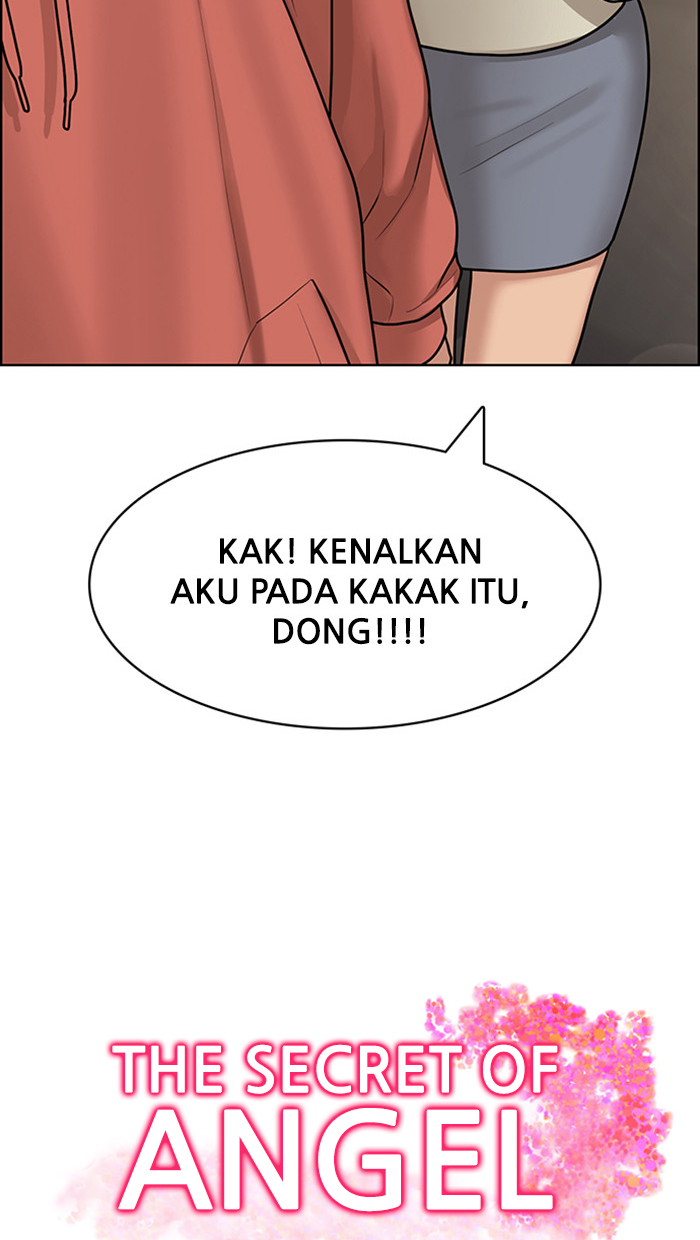 KAK! KENALKAN
AKU PADA KAKAK ITU,
DONG!!!!
THE SECRET OF
ANGEL